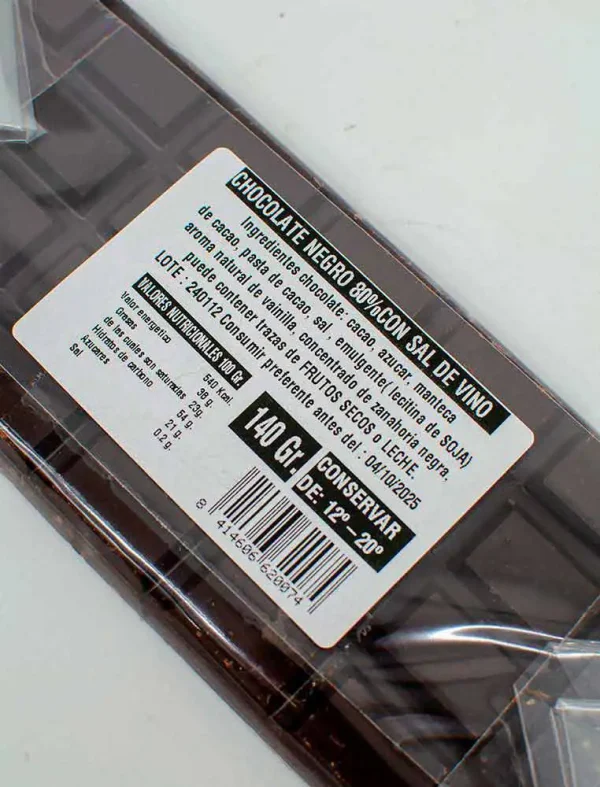 CHOCOLATE NEGRO 80%CON SAL DE VINO
Ingredientes chocolate: cacao, azucar, manteca
de cacao, pasta de cacao, sal , emulgente( lecitina de SOJA)
aroma natural de vainilla, concentrado de zanahoria negra,
puede contener trazas de FRUTOS SECOS o LECHE.
LOTE : 240112 Consumir preferente antes del : 04/10/2025
VALORES NUTRICIONALES 100 Gr.
Valor energetico 540 Kcal.
Grasas 38 g.
de las cuales son saturadas 23g.
Hidratos de carbono 54 g.
Azucares 21 g.
Sal 0.2 g.
140 Gr.
CONSERVAR
DE: 12º - 20º
8 414606 620074